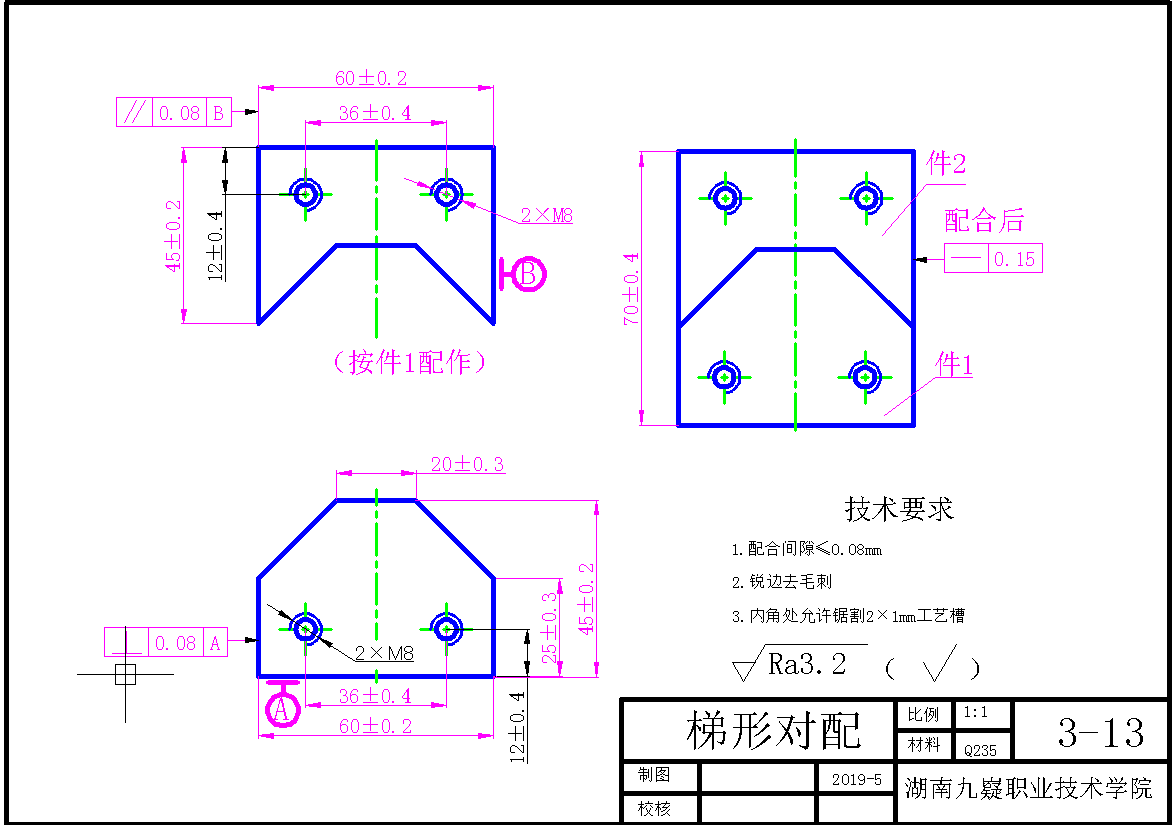 60±0.2
// 0.08 B
36±0.4
45±0.2
12±0.4
2×M8
B
(按件1配作)
件2
配合后
— 0.15
70±0.4
件1
20±0.3
⊥ 0.08 A
2×M8
25±0.3
45±0.2
A
36±0.4
60±0.2
12±0.4
技术要求
1.配合间隙≤0.08mm
2.锐边去毛刺
3.内角处允许锯割2×1mm工艺槽
Ra3.2 ( √ )
梯形对配
比例 1:1
材料 Q235
3-13
制图 2019-5
校核
湖南九嶷职业技术学院